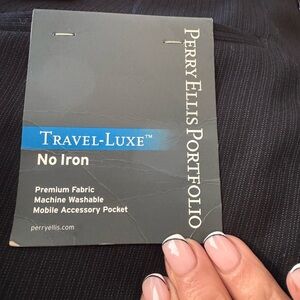 PERRY ELLIS PORTFOLIO
TRAVEL-LUXE™
No Iron
Premium Fabric
Machine Washable
Mobile Accessory Pocket
perryellis.com